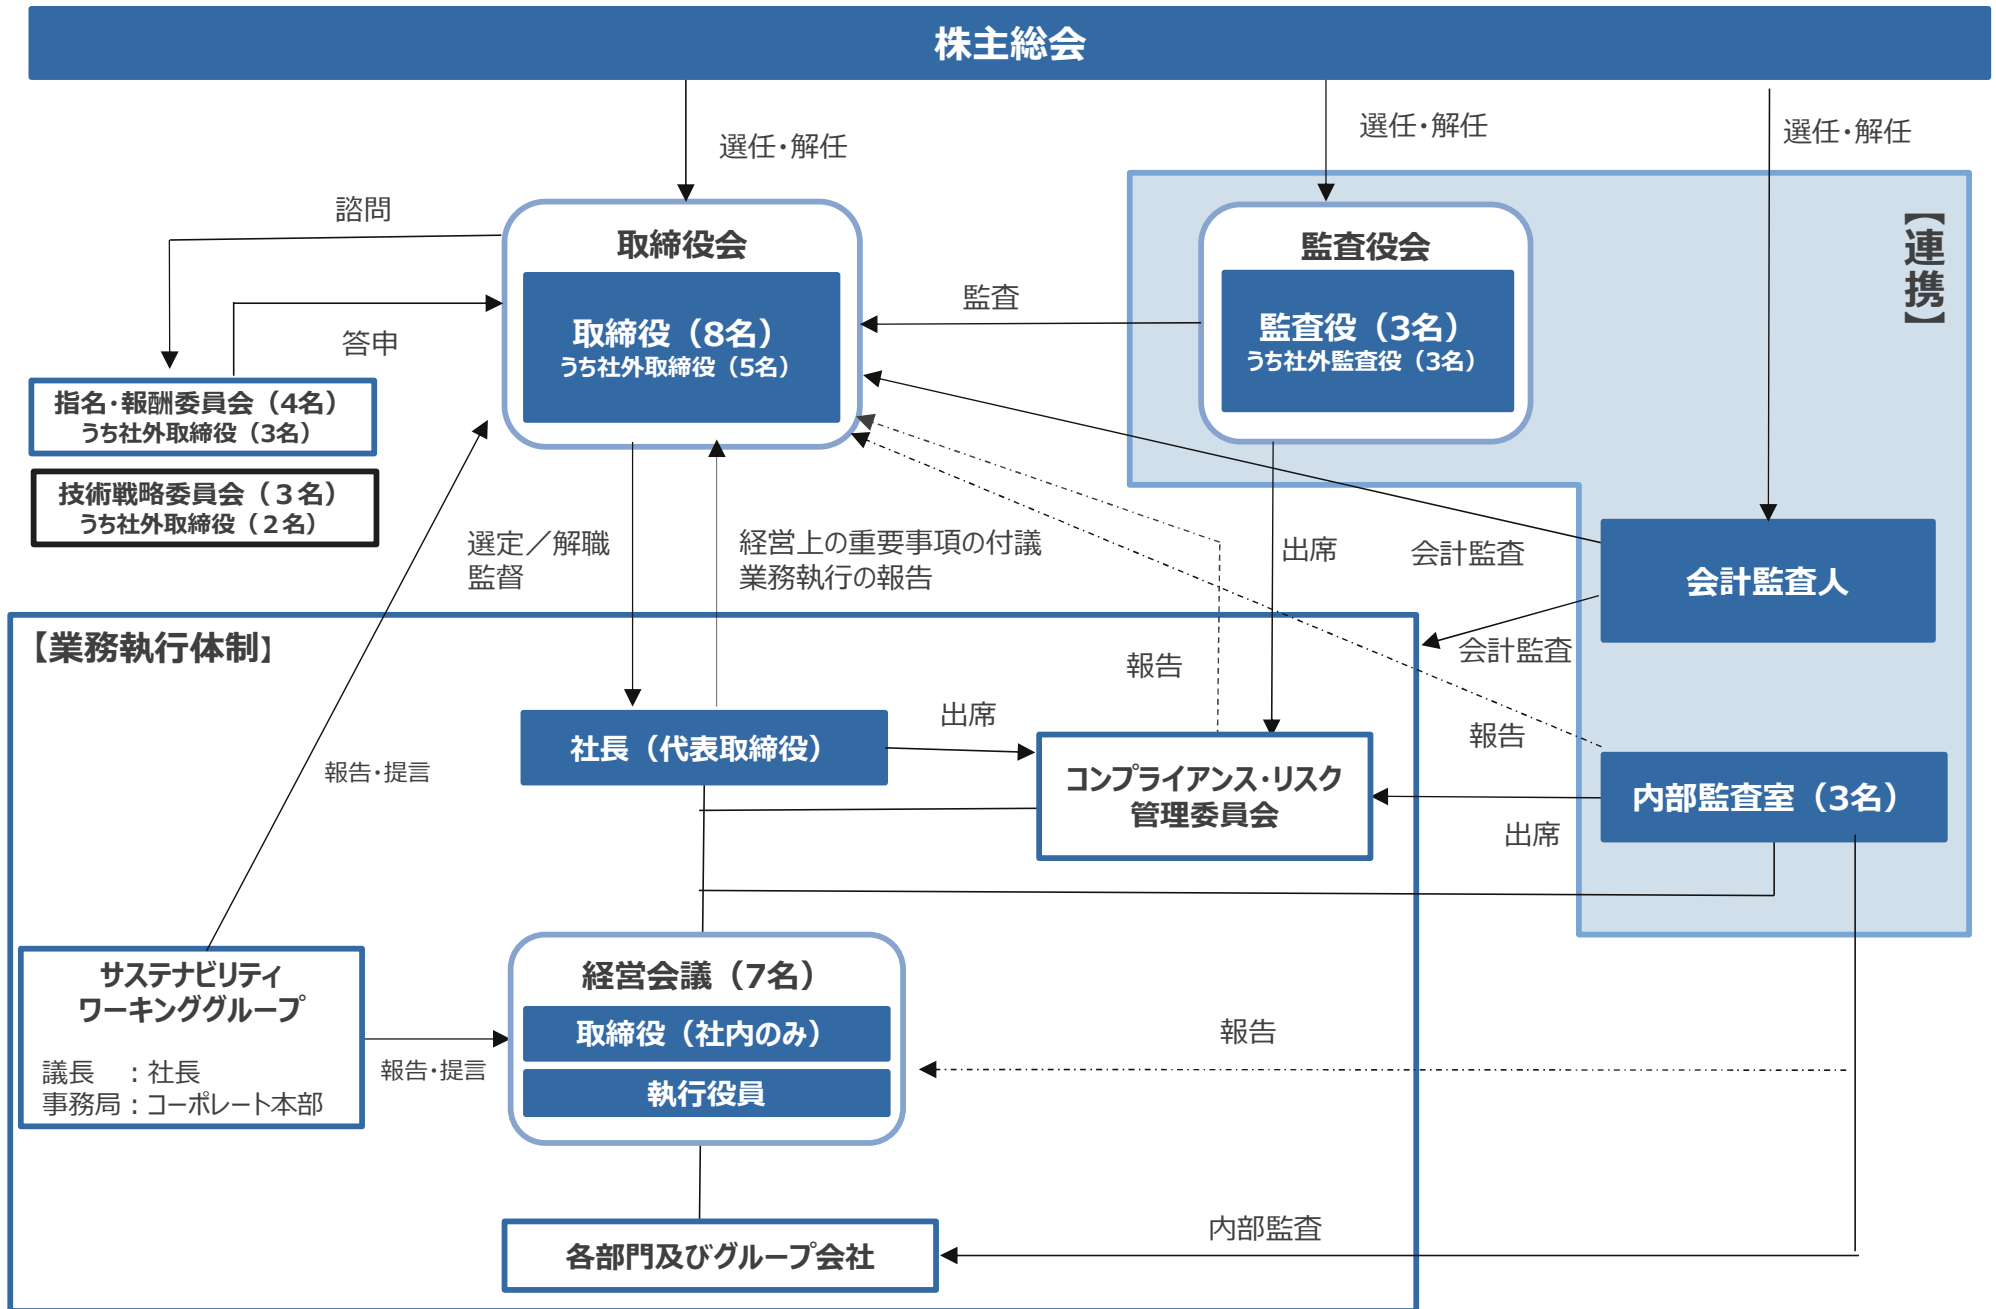 株主総会
選任・解任
選任・解任
選任・解任
諮問
答申
取締役会
取締役（8名）
うち社外取締役（5名）
監査
監査役会
監査役（3名）
うち社外監査役（3名）
【連携】
指名・報酬委員会（4名）
うち社外取締役（3名）
技術戦略委員会（３名）
うち社外取締役（２名）
選定／解職
監督
経営上の重要事項の付議
業務執行の報告
出席
会計監査
会計監査人
会計監査
【業務執行体制】
報告
報告
社長（代表取締役）
出席
コンプライアンス・リスク
管理委員会
内部監査室（3名）
出席
報告・提言
サステナビリティ
ワーキンググループ
議長　：社長
事務局：コーポレート本部
報告・提言
経営会議（7名）
取締役（社内のみ）
執行役員
報告
内部監査
各部門及びグループ会社